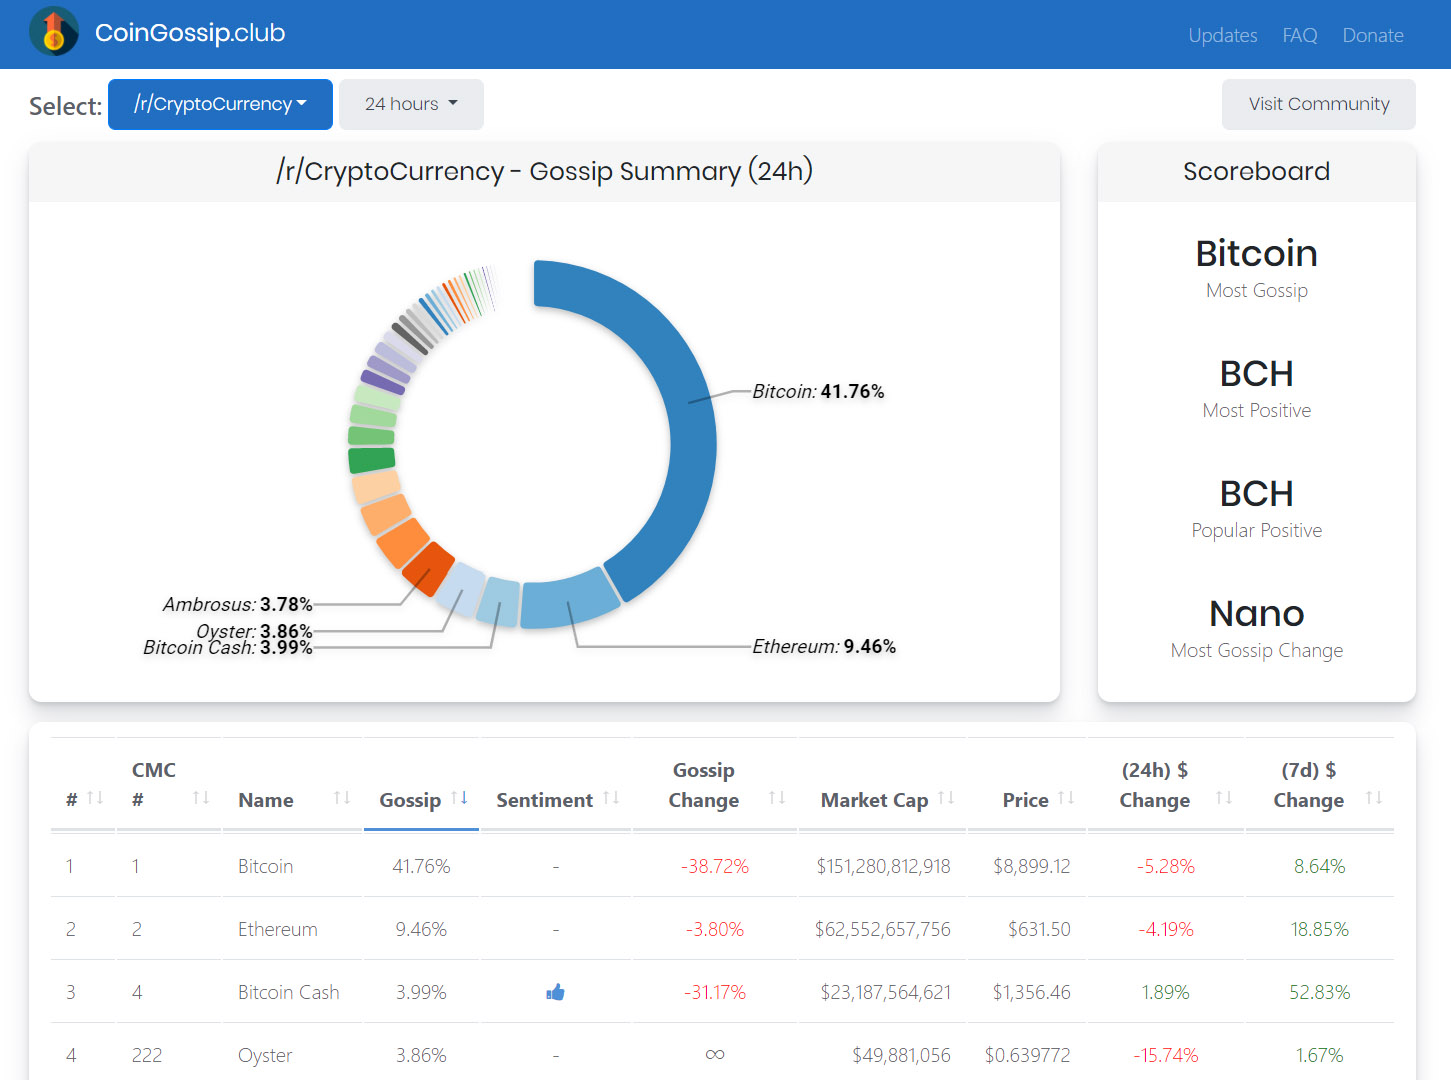 CoinGossip.club
Updates FAQ Donate
Select: /r/CryptoCurrency 24 hours Visit Community
/r/CryptoCurrency - Gossip Summary (24h)
Bitcoin: 41.76%
Ambrosus: 3.78%
Oyster: 3.86%
Bitcoin Cash: 3.99%
Ethereum: 9.46%
Scoreboard
Bitcoin
Most Gossip
BCH
Most Positive
BCH
Popular Positive
Nano
Most Gossip Change
# CMC # Name Gossip Sentiment Gossip Change Market Cap Price (24h) $ Change (7d) $ Change
1 1 Bitcoin 41.76% - -38.72% $151,280,812,918 $8,899.12 -5.28% 8.64%
2 2 Ethereum 9.46% - -3.80% $62,552,657,756 $631.50 -4.19% 18.85%
3 4 Bitcoin Cash 3.99% -31.17% $23,187,564,621 $1,356.46 1.89% 52.83%
4 222 Oyster 3.86% - ∞ $49,881,056 $0.639772 -15.74% 1.67%